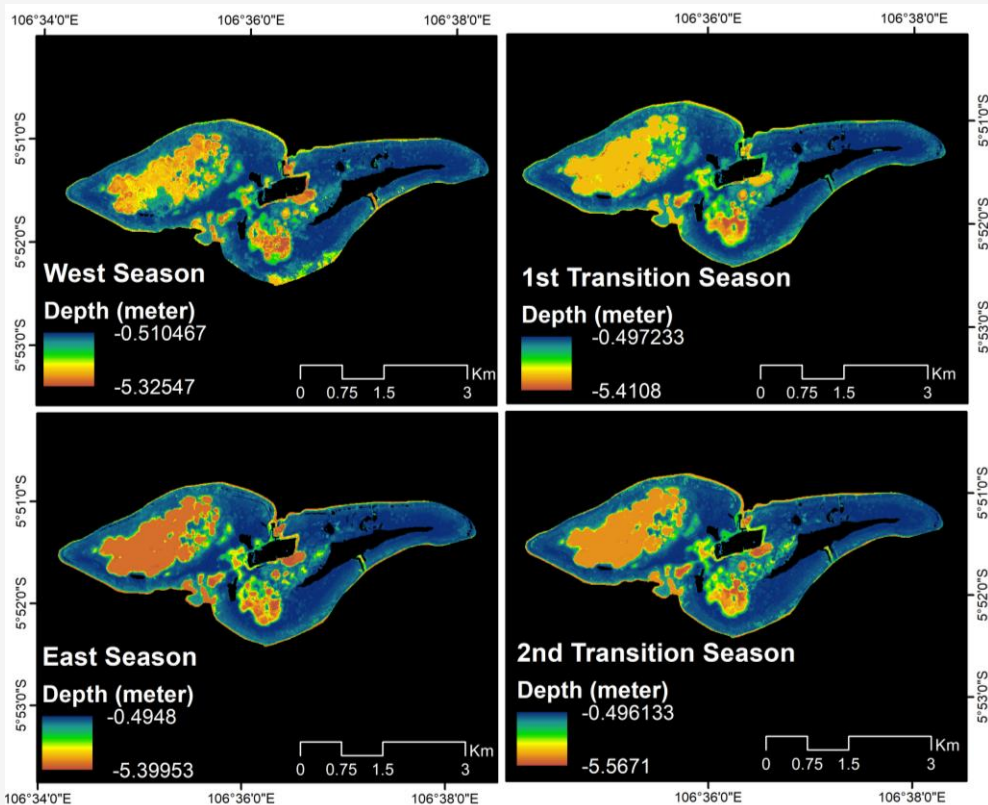 106°34'0"E
106°36'0"E
106°38'0"E
106°36'0"E
106°38'0"E
5°51'0"S
5°52'0"S
5°53'0"S
West Season
Depth (meter)
-0.510467
-5.32547
Km
0 0.75 1.5 3
1st Transition Season
Depth (meter)
-0.497233
-5.4108
Km
0 0.75 1.5 3
5°51'0"S
5°52'0"S
5°53'0"S
5°51'0"S
5°52'0"S
5°53'0"S
East Season
Depth (meter)
-0.4948
-5.39953
Km
0 0.75 1.5 3
2nd Transition Season
Depth (meter)
-0.496133
-5.5671
Km
0 0.75 1.5 3
5°51'0"S
5°52'0"S
5°53'0"S
106°34'0"E
106°36'0"E
106°38'0"E
106°36'0"E
106°38'0"E